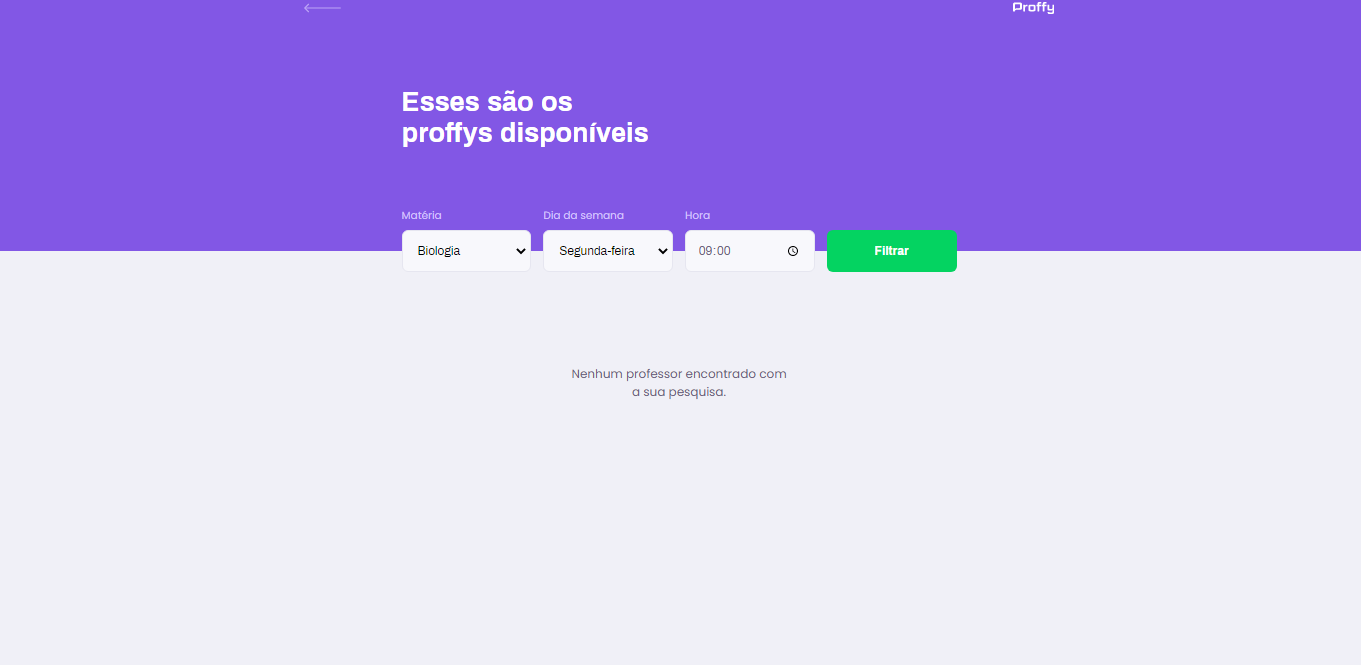 Proffy
Esses são os
proffys disponíveis
Matéria
Dia da semana
Hora
Biologia
Segunda-feira
09:00
Filtrar
Nenhum professor encontrado com
a sua pesquisa.